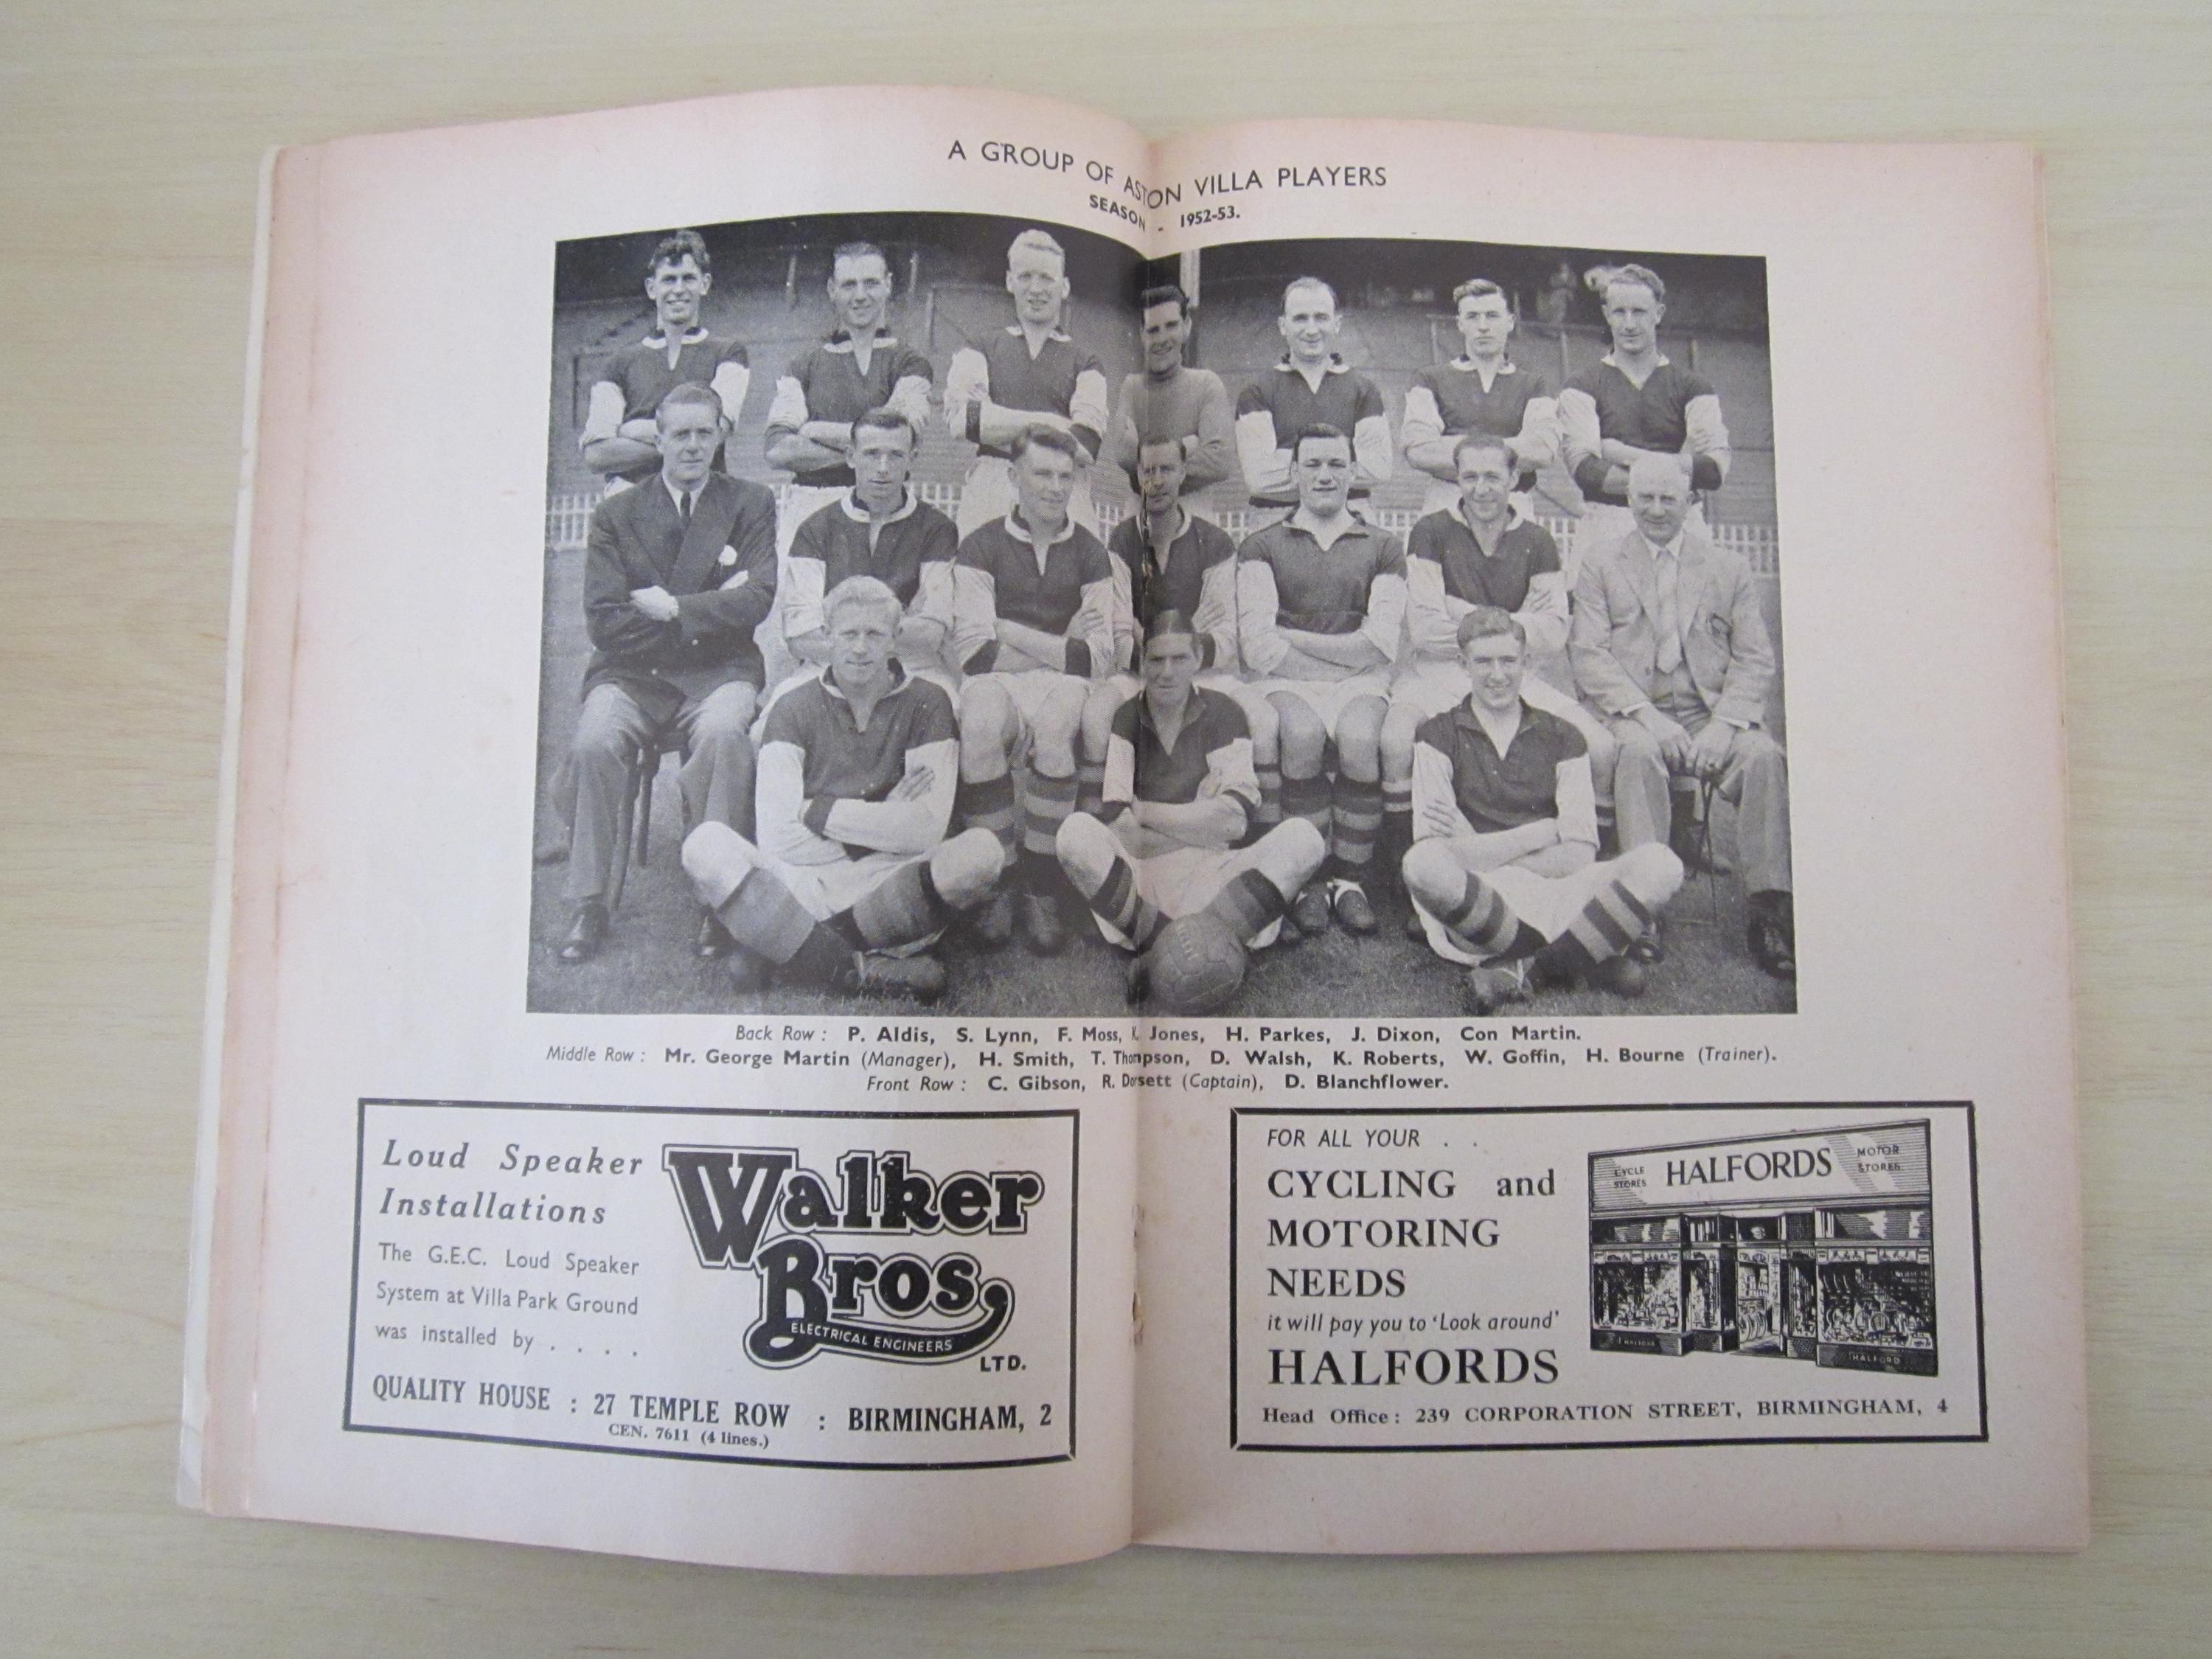 A GROUP OF ASTON VILLA PLAYERS
SEASON - 1952-53.
Back Row : P. Aldis, S. Lynn, F. Moss, K. Jones, H. Parkes, J. Dixon, Con Martin.
Middle Row : Mr. George Martin (Manager), H. Smith, T. Thompson, D. Walsh, K. Roberts, W. Goffin, H. Bourne (Trainer).
Front Row : C. Gibson, R. Dorsett (Captain), D. Blanchflower.
Loud Speaker
Installations
The G.E.C. Loud Speaker
System at Villa Park Ground
was installed by . . . .
Walker
Bros,
ELECTRICAL ENGINEERS
LTD.
QUALITY HOUSE : 27 TEMPLE ROW : BIRMINGHAM, 2
CEN. 7611 (4 lines.)
FOR ALL YOUR . .
CYCLING and
MOTORING
NEEDS
it will pay you to 'Look around'
HALFORDS
Head Office : 239 CORPORATION STREET, BIRMINGHAM, 4
CYCLE
STORES
HALFORDS
MOTOR
STORES
HALFORD